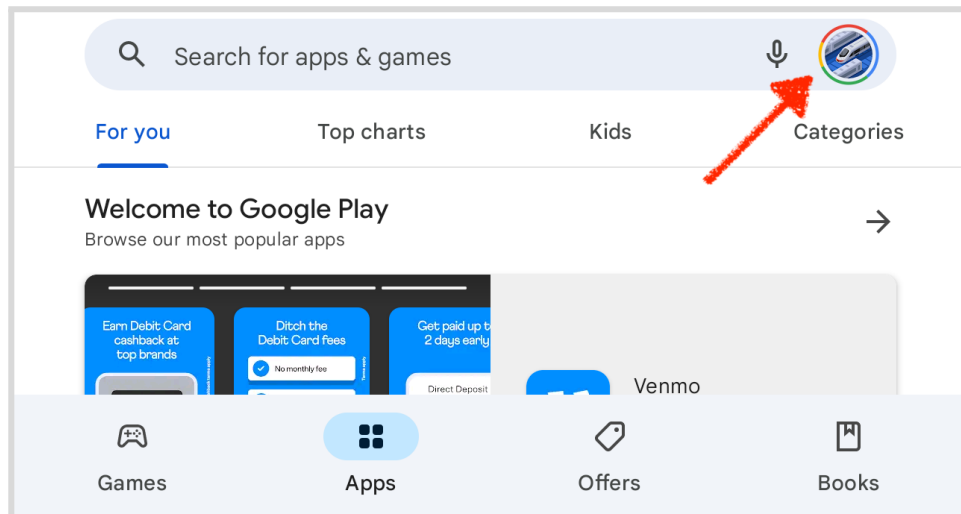 Search for apps & games
For you
Top charts
Kids
Categories
Welcome to Google Play
Browse our most popular apps
Earn Debit Card
cashback at
top brands
Ditch the
Debit Card fees
No monthly fee
Terms apply
Get paid up t
2 days early
Direct Deposit
Venmo
Games
Apps
Offers
Books